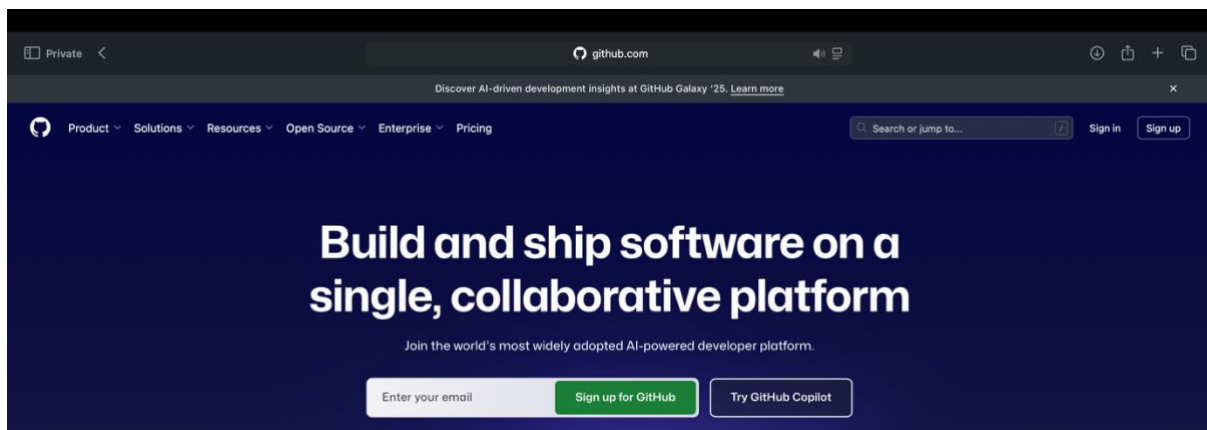 Private
github.com
Discover AI-driven development insights at GitHub Galaxy '25. Learn more
Product Solutions Resources Open Source Enterprise Pricing Search or jump to... / Sign in Sign up
Build and ship software on a
single, collaborative platform
Join the world's most widely adopted AI-powered developer platform.
Enter your email Sign up for GitHub Try GitHub Copilot